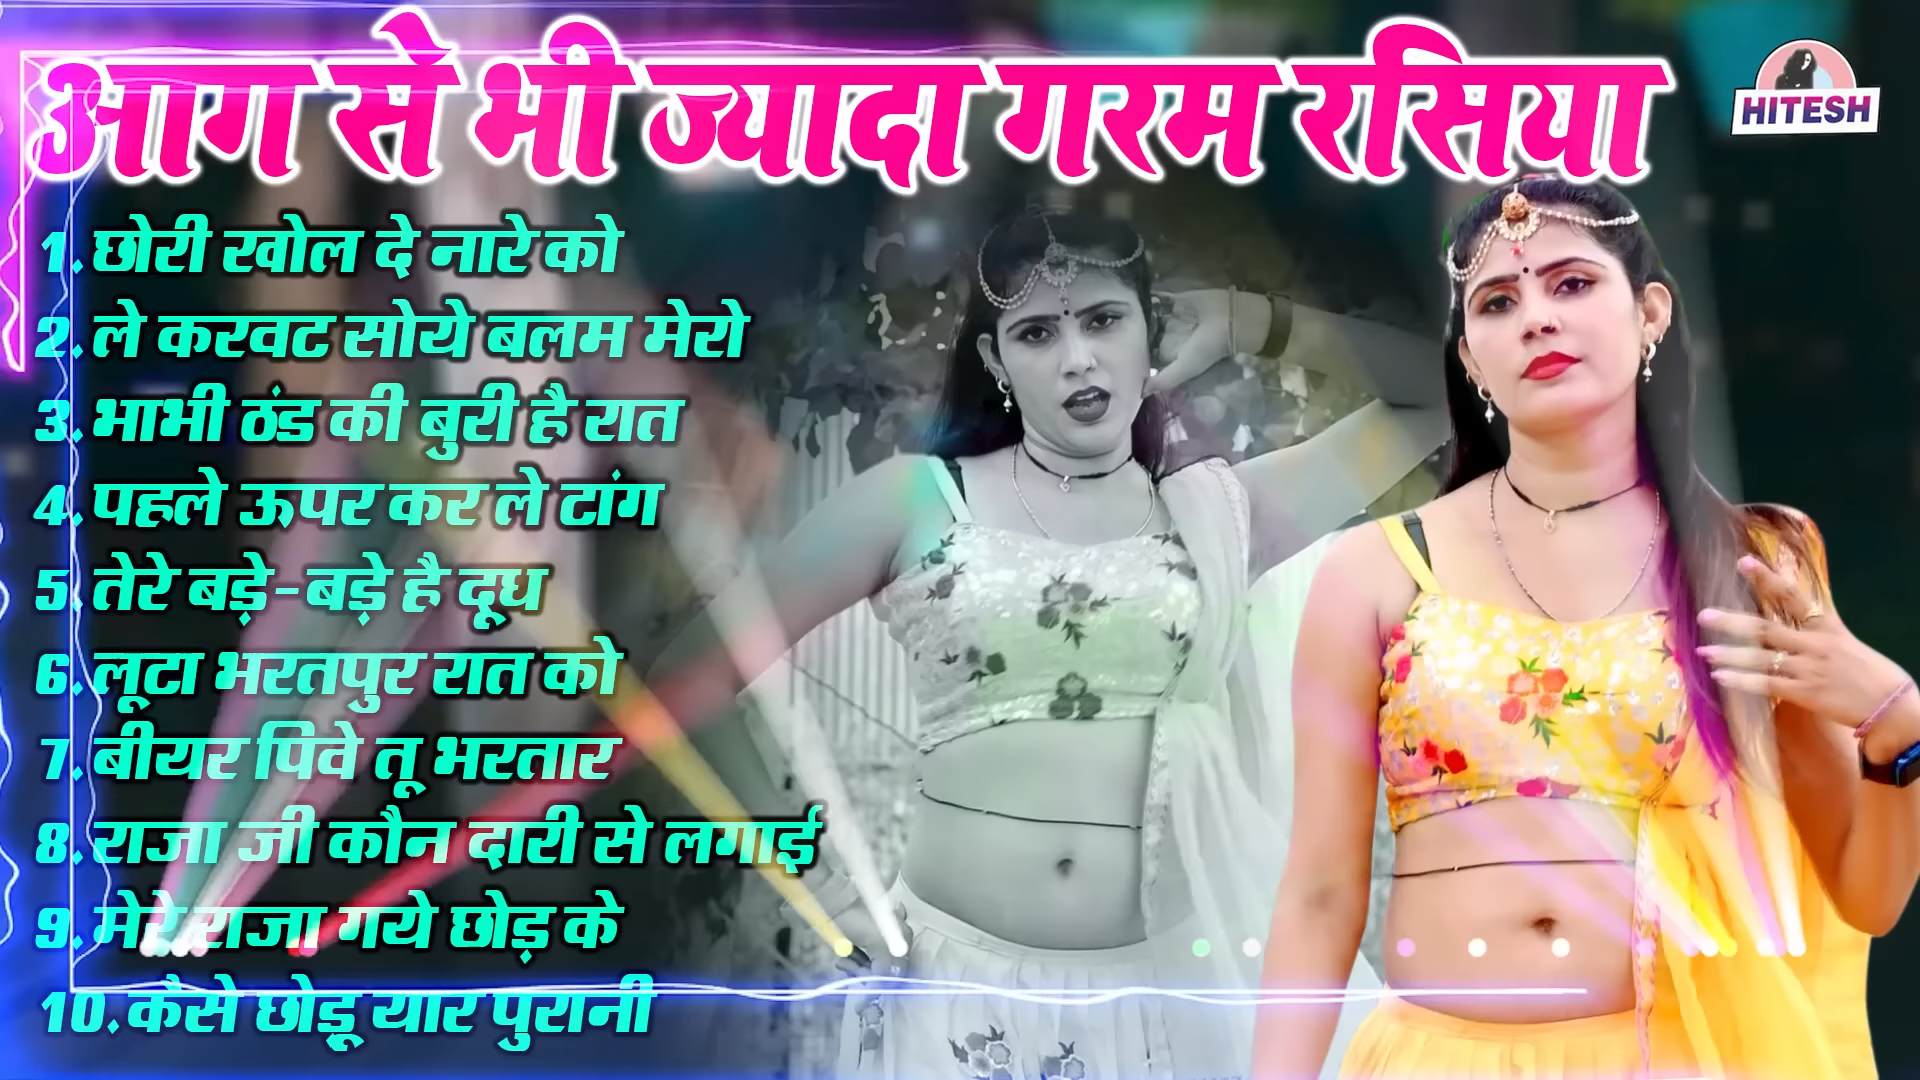 आग से भी ज्यादा गरम रसिया
HITESH
1. छोरी खोल दे नारे को
2. ले करवट सोये बलम मेरो
3. भाभी ठंड की बुरी है रात
4. पहले ऊपर कर ले टांग
5. तेरे बड़े-बड़े है दूध
6. लूटा भरतपुर रात को
7. बीयर पिवे तू भरतार
8. राजा जी कौन दारी से लगाई
9. मेरे राजा गये छोड़ के
10. कैसे छोडू यार पुरानी